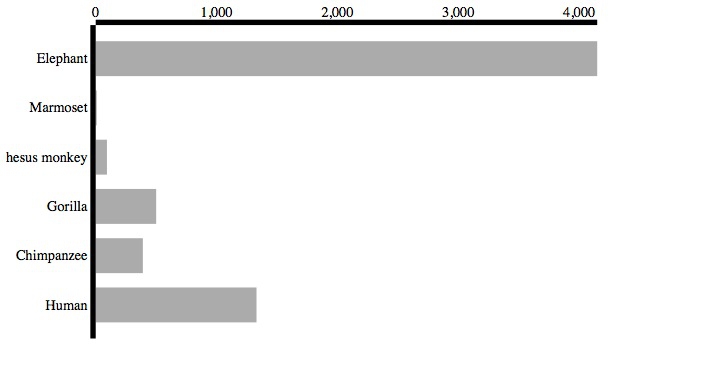 0 1,000 2,000 3,000 4,000
Elephant
Marmoset
hesus monkey
Gorilla
Chimpanzee
Human